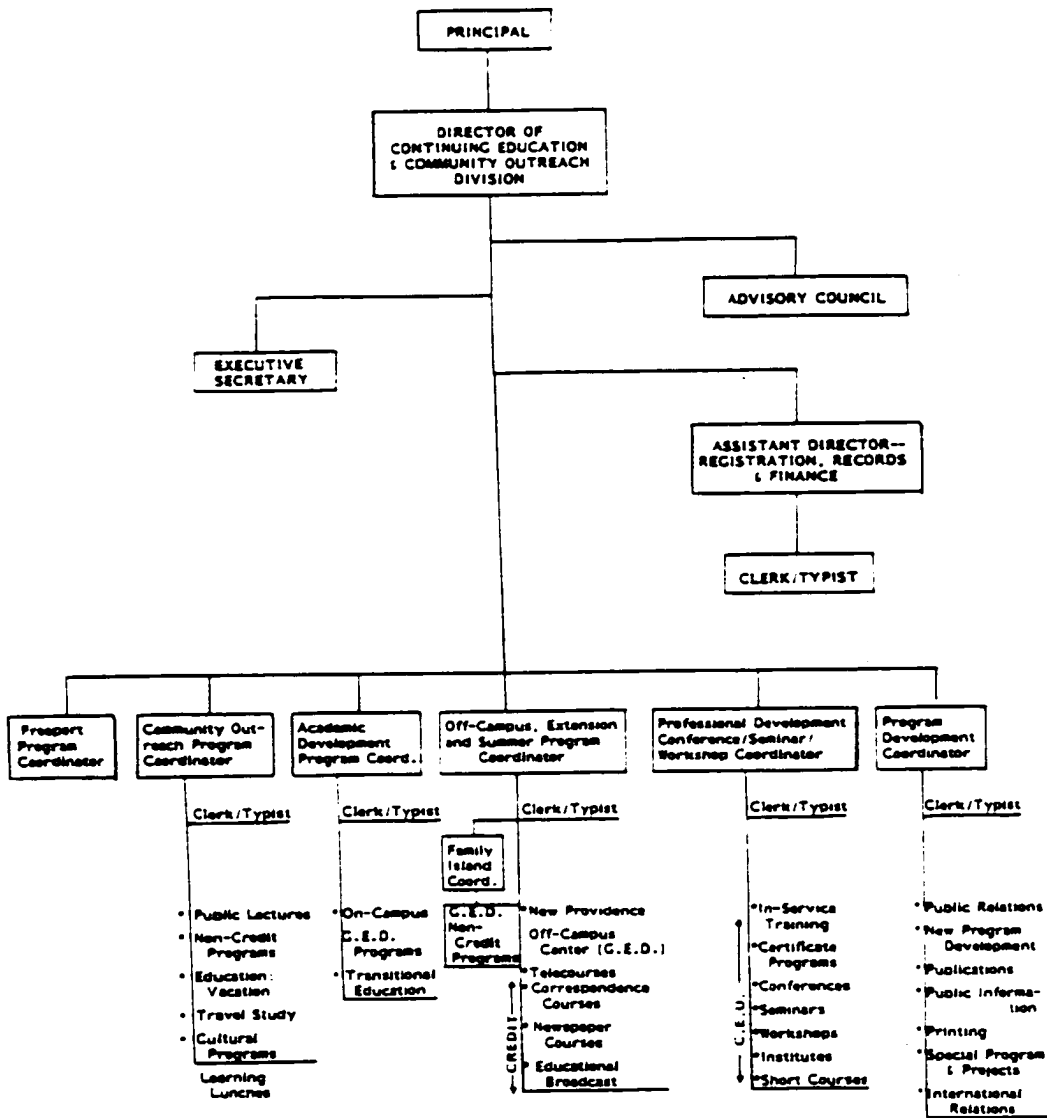 PRINCIPAL
DIRECTOR OF
CONTINUING EDUCATION
& COMMUNITY OUTREACH
DIVISION
ADVISORY COUNCIL
EXECUTIVE
SECRETARY
ASSISTANT DIRECTOR--
REGISTRATION, RECORDS
& FINANCE
CLERK/TYPIST
Freeport
Program
Coordinator
Community Out-
reach Program
Coordinator
Academic
Development
Program Coord.
Off-Campus, Extension
and Summer Program
Coordinator
Professional Development
Conference/Seminar/
Workshop Coordinator
Program
Development
Coordinator
Clerk/Typist
• Public Lectures
• Non-Credit
Programs
• Education:
Vacation
• Travel Study
• Cultural
Programs
Learning
Lunches
Clerk/Typist
• On-Campus
G.E.D.
Programs
• Transitional
Education
Clerk/Typist
Family
Island
Coord.
G.E.D.
Non-
Credit
Programs
• New Providence
Off-Campus
Center (G.E.D.)
• Telecourses
• Correspondence
Courses
• Newspaper
Courses
• Educational
Broadcast
CREDIT
Clerk/Typist
• In-Service
Training
• Certificate
Programs
• Conferences
• Seminars
• Workshops
• Institutes
• Short Courses
C.E.U.
• Public Relations
• New Program
Development
• Publications
• Public Informa-
tion
• Printing
• Special Program
& Projects
• International
Relations